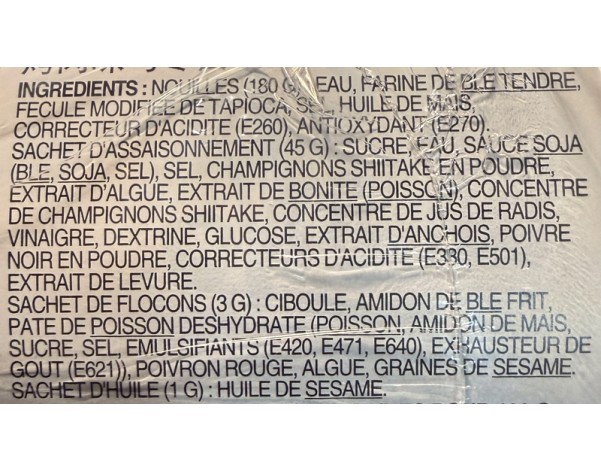 INGREDIENTS : NOUILLES (180 G) : EAU, FARINE DE BLE TENDRE,
FECULE MODIFIEE DE TAPIOCA, SEL, HUILE DE MAIS,
CORRECTEUR D'ACIDITE (E260), ANTIOXYDANT (E270).
SACHET D'ASSAISONNEMENT (45 G) : SUCRE, EAU, SAUCE SOJA
(BLE, SOJA, SEL), SEL, CHAMPIGNONS SHIITAKE EN POUDRE,
EXTRAIT D'ALGUE, EXTRAIT DE BONITE (POISSON), CONCENTRE
DE CHAMPIGNONS SHIITAKE, CONCENTRE DE JUS DE RADIS,
VINAIGRE, DEXTRINE, GLUCOSE, EXTRAIT D'ANCHOIS, POIVRE
NOIR EN POUDRE, CORRECTEURS D'ACIDITE (E330, E501),
EXTRAIT DE LEVURE.
SACHET DE FLOCONS (3 G) : CIBOULE, AMIDON DE BLE FRIT,
PATE DE POISSON DESHYDRATE (POISSON, AMIDON DE MAIS,
SUCRE, SEL, EMULSIFIANTS (E420, E471, E640), EXHAUSTEUR DE
GOUT (E621)), POIVRON ROUGE, ALGUE, GRAINES DE SESAME.
SACHET D'HUILE (1 G) : HUILE DE SESAME.